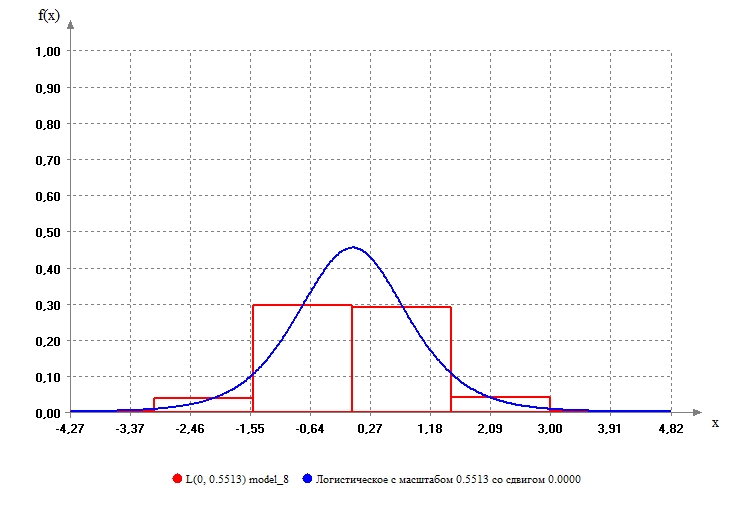 f(x)
1,00
0,90
0,80
0,70
0,60
0,50
0,40
0,30
0,20
0,10
0,00
-4,27 -3,37 -2,46 -1,55 -0,64 0,27 1,18 2,09 3,00 3,91 4,82
x
L(0, 0.5513) model_8 Логистическое с масштабом 0.5513 со сдвигом 0.0000